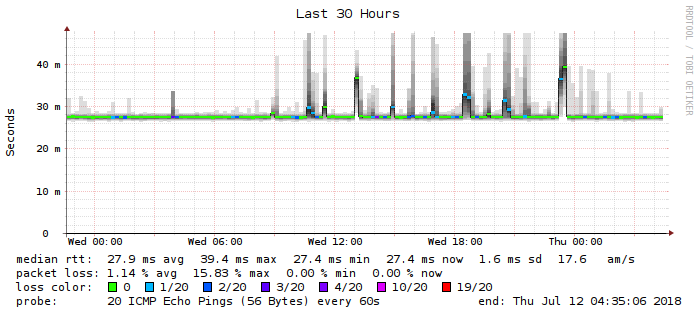 Last 30 Hours
RRDTOOL / TOBI OETIKER
Seconds
40 m
30 m
20 m
10 m
0
Wed 00:00 Wed 06:00 Wed 12:00 Wed 18:00 Thu 00:00
median rtt: 27.9 ms avg 39.4 ms max 27.4 ms min 27.4 ms now 1.6 ms sd 17.6 am/s
packet loss: 1.14 % avg 15.83 % max 0.00 % min 0.00 % now
loss color: 0 1/20 2/20 3/20 4/20 10/20 19/20
probe: 20 ICMP Echo Pings (56 Bytes) every 60s end: Thu Jul 12 04:35:06 2018